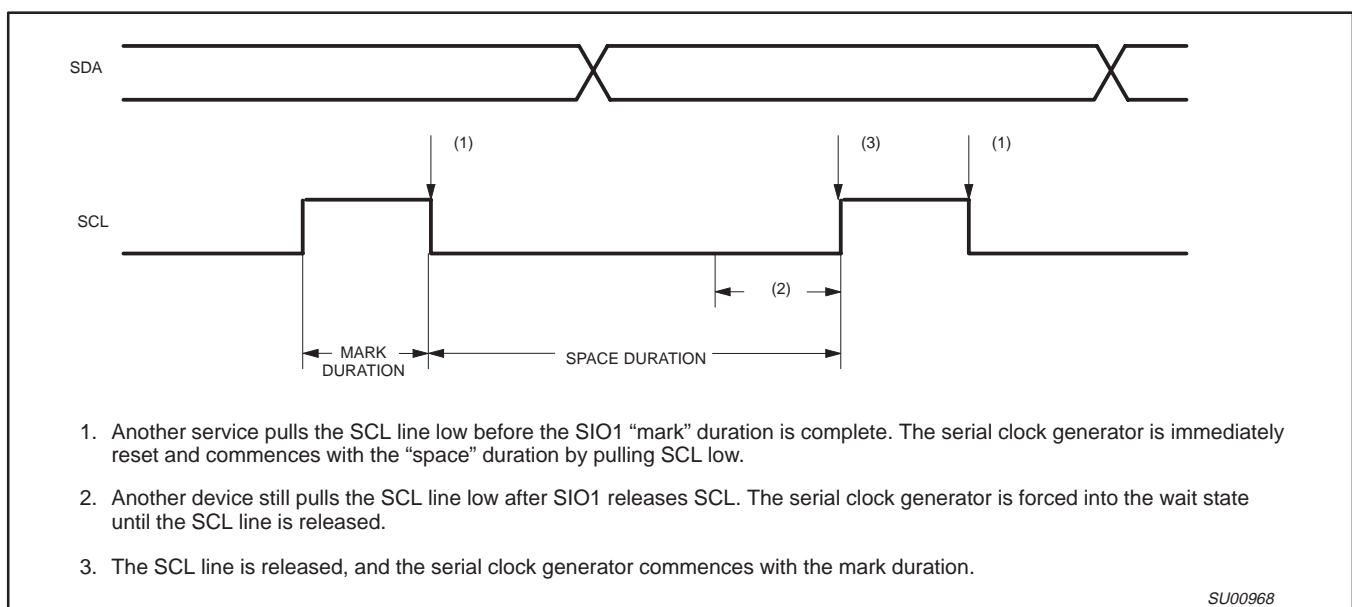 SDA
(1)
(3)
(1)
SCL
(2)
MARK
DURATION
SPACE DURATION
1. Another service pulls the SCL line low before the SIO1 “mark” duration is complete. The serial clock generator is immediately
reset and commences with the “space” duration by pulling SCL low.
2. Another device still pulls the SCL line low after SIO1 releases SCL. The serial clock generator is forced into the wait state
until the SCL line is released.
3. The SCL line is released, and the serial clock generator commences with the mark duration.
SU00968